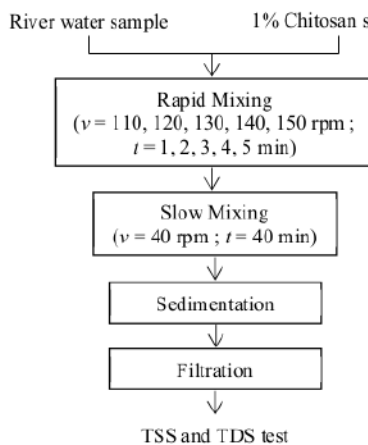 River water sample 1% Chitosan s
Rapid Mixing
(v = 110, 120, 130, 140, 150 rpm ;
t = 1, 2, 3, 4, 5 min)
Slow Mixing
(v = 40 rpm ; t = 40 min)
Sedimentation
Filtration
TSS and TDS test